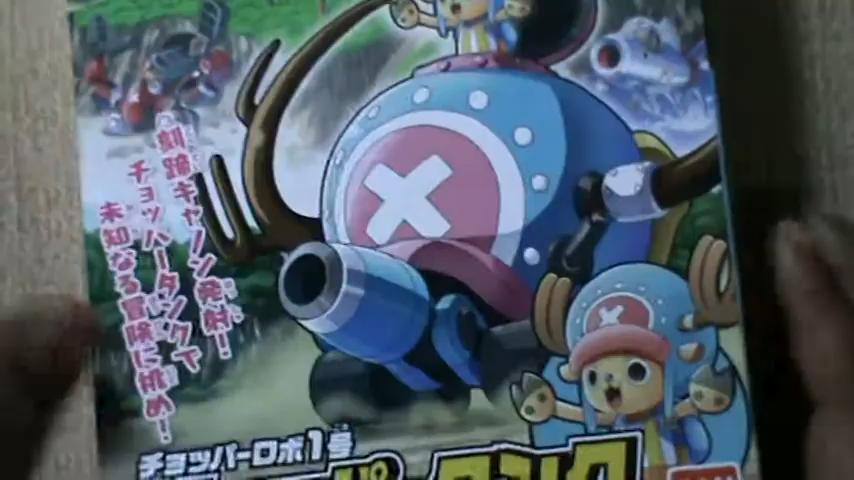 刻蹄キャノン発射!
チョッパータンクで
未知なる冒険に挑め!
チョッパーロボ1号